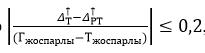 > | (Δ↑Т − Δ↑РТ) / (Гжоспарлы−Тжоспарлы) | ≤ 0,2,